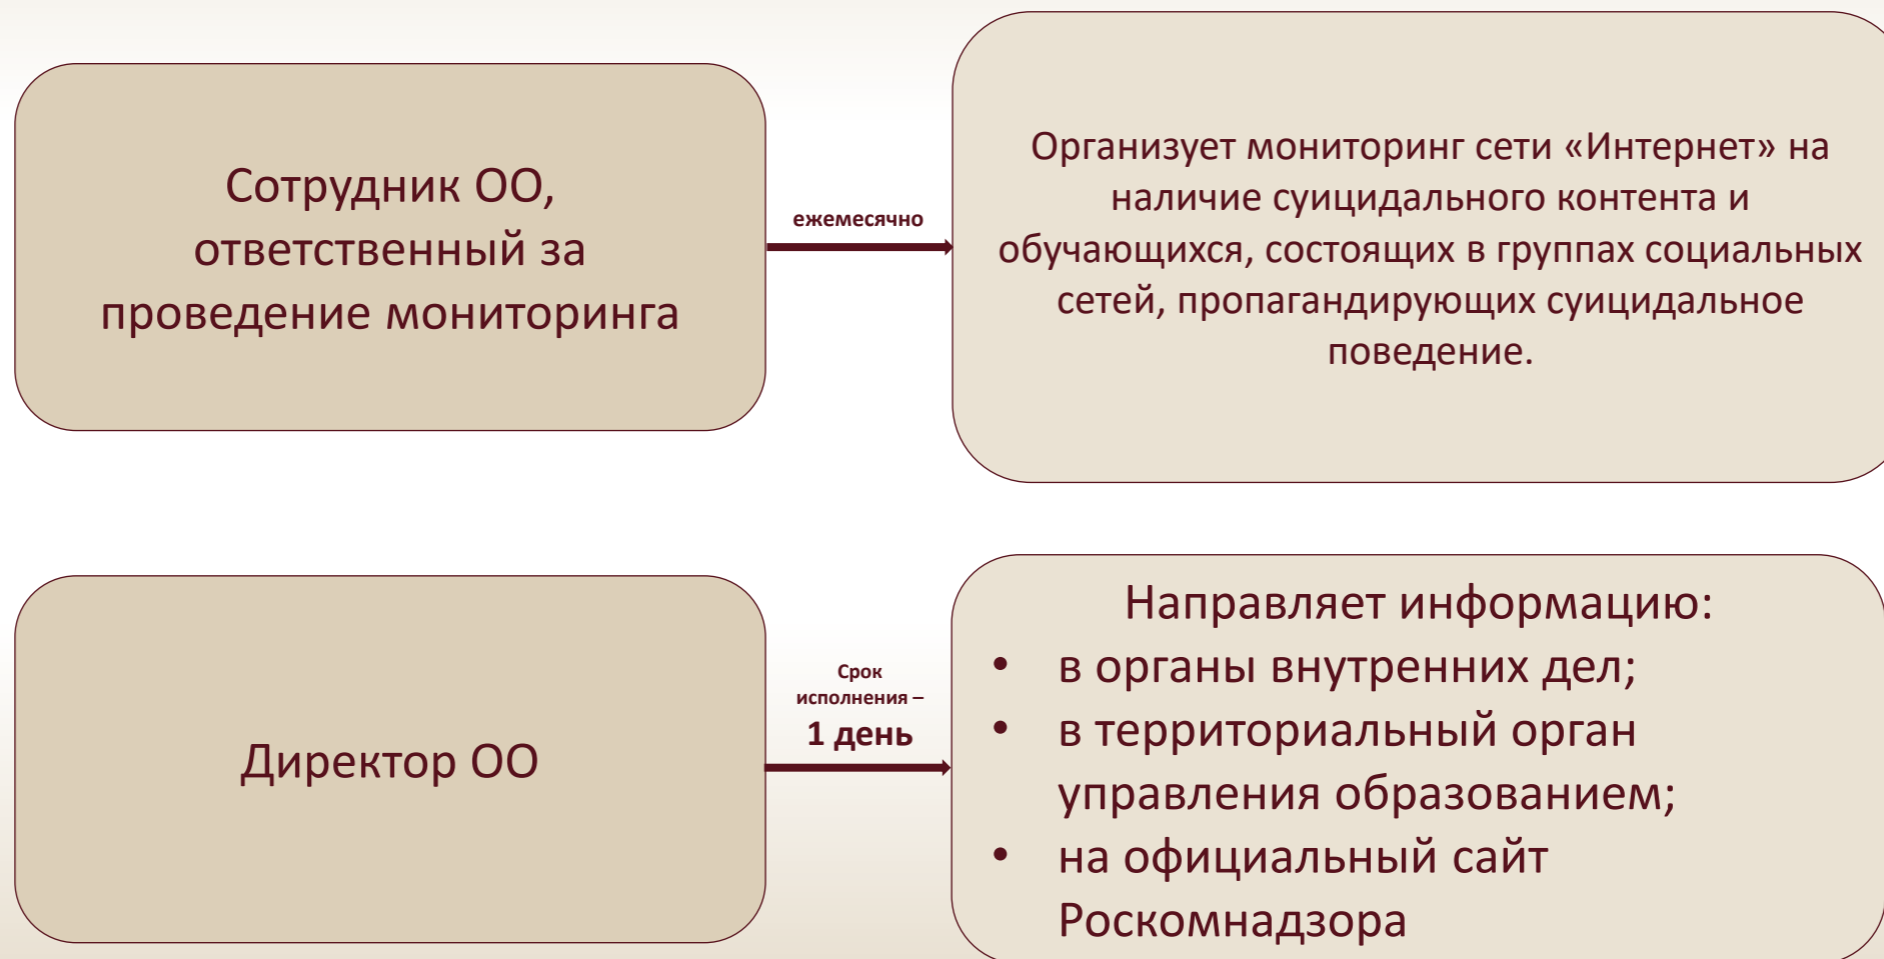 Сотрудник ОО,
ответственный за
проведение мониторинга
ежемесячно
Организует мониторинг сети «Интернет» на
наличие суицидального контента и
обучающихся, состоящих в группах социальных
сетей, пропагандирующих суицидальное
поведение.
Директор ОО
Срок
исполнения –
1 день
Направляет информацию:
• в органы внутренних дел;
• в территориальный орган
управления образованием;
• на официальный сайт
Роскомнадзора